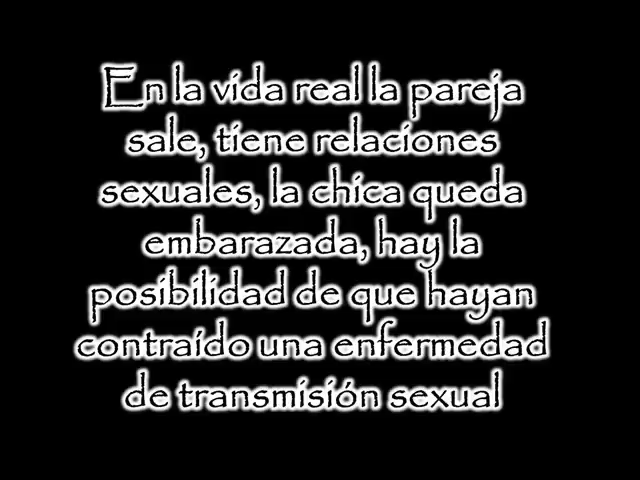 En la vida real la pareja
sale, tiene relaciones
sexuales, la chica queda
embarazada, hay la
posibilidad de que hayan
contraído una enfermedad
de transmisión sexual